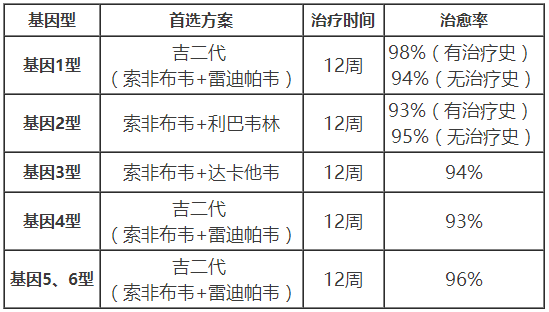 基因型 首选方案 治疗时间 治愈率
基因1型 吉二代 12周 98%（有治疗史）
（索非布韦+雷迪帕韦） 94%（无治疗史）
基因2型 索非布韦+利巴韦林 12周 93%（有治疗史）
95%（无治疗史）
基因3型 索非布韦+达卡他韦 12周 94%
基因4型 吉二代 12周 93%
（索非布韦+雷迪帕韦）
基因5、6型 吉二代 12周 96%
（索非布韦+雷迪帕韦）